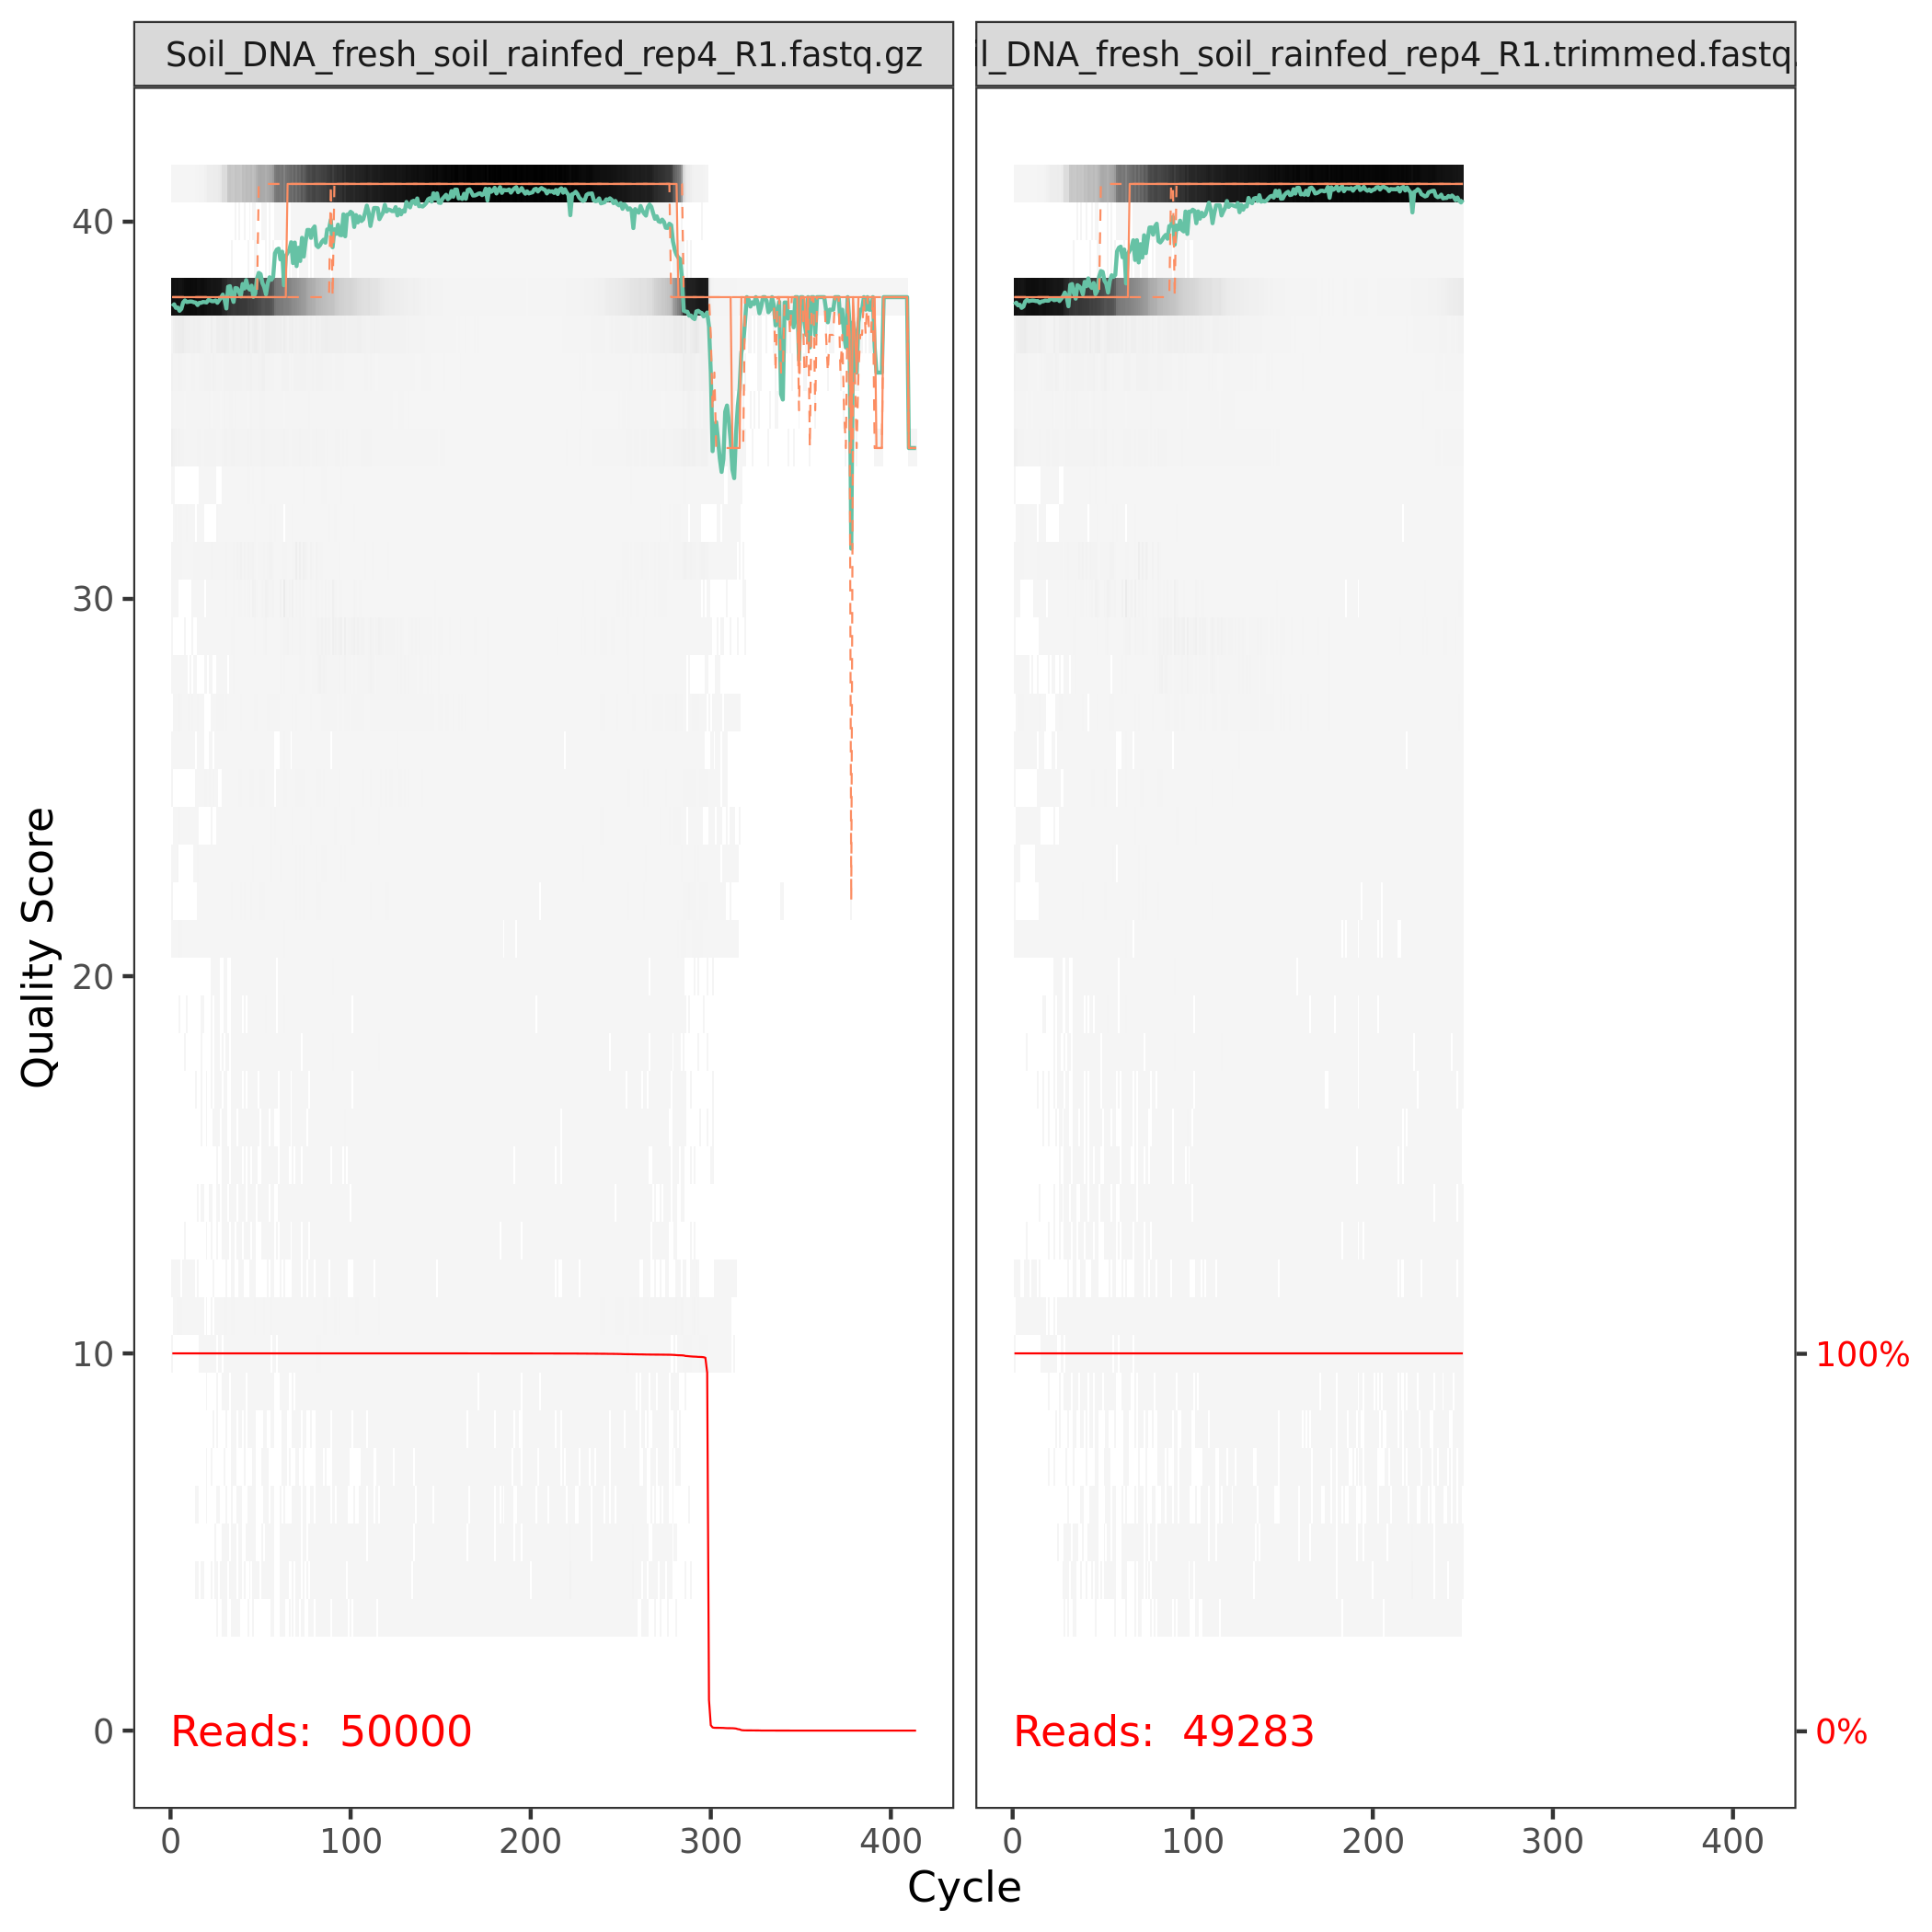 Soil_DNA_fresh_soil_rainfed_rep4_R1.fastq.gz
il_DNA_fresh_soil_rainfed_rep4_R1.trimmed.fastq.
Quality Score
40
30
20
10
0
100%
0%
Reads: 50000
Reads: 49283
0 100 200 300 400
0 100 200 300 400
Cycle